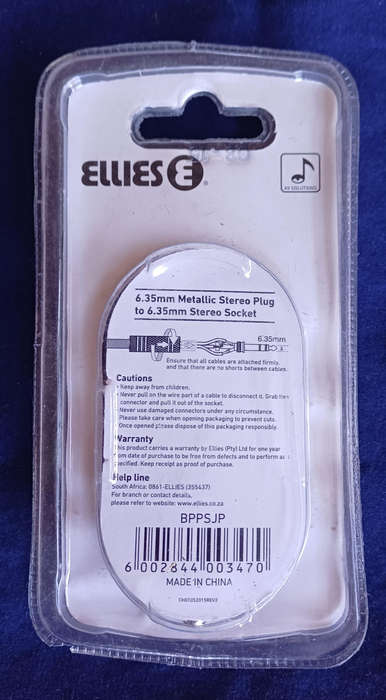 ELLIES E®
AV SOLUTIONS
6.35mm Metallic Stereo Plug
to 6.35mm Stereo Socket
6.35mm
Ensure that all cables are attached firmly,
and that there are no shorts between cables.
Cautions
- Keep away from children.
- Never pull on the wire part of a cable to disconnect it. Grab the
connector and pull it out of the socket.
- Never use damaged connectors under any circumstance.
Please take care when opening packaging to prevent cuts.
Once opened please dispose of this packaging responsibly.
Warranty
This product carries a warranty by Ellies (Pty) Ltd for one year
from date of purchase to be free from defects and to perform as
specified. Keep receipt as proof of purchase.
Help line
South Africa: 0861-ELLIES (355437)
For branch or contact details,
please refer to website: www.ellies.co.za
BPPSJP
6 002844 003470
MADE IN CHINA